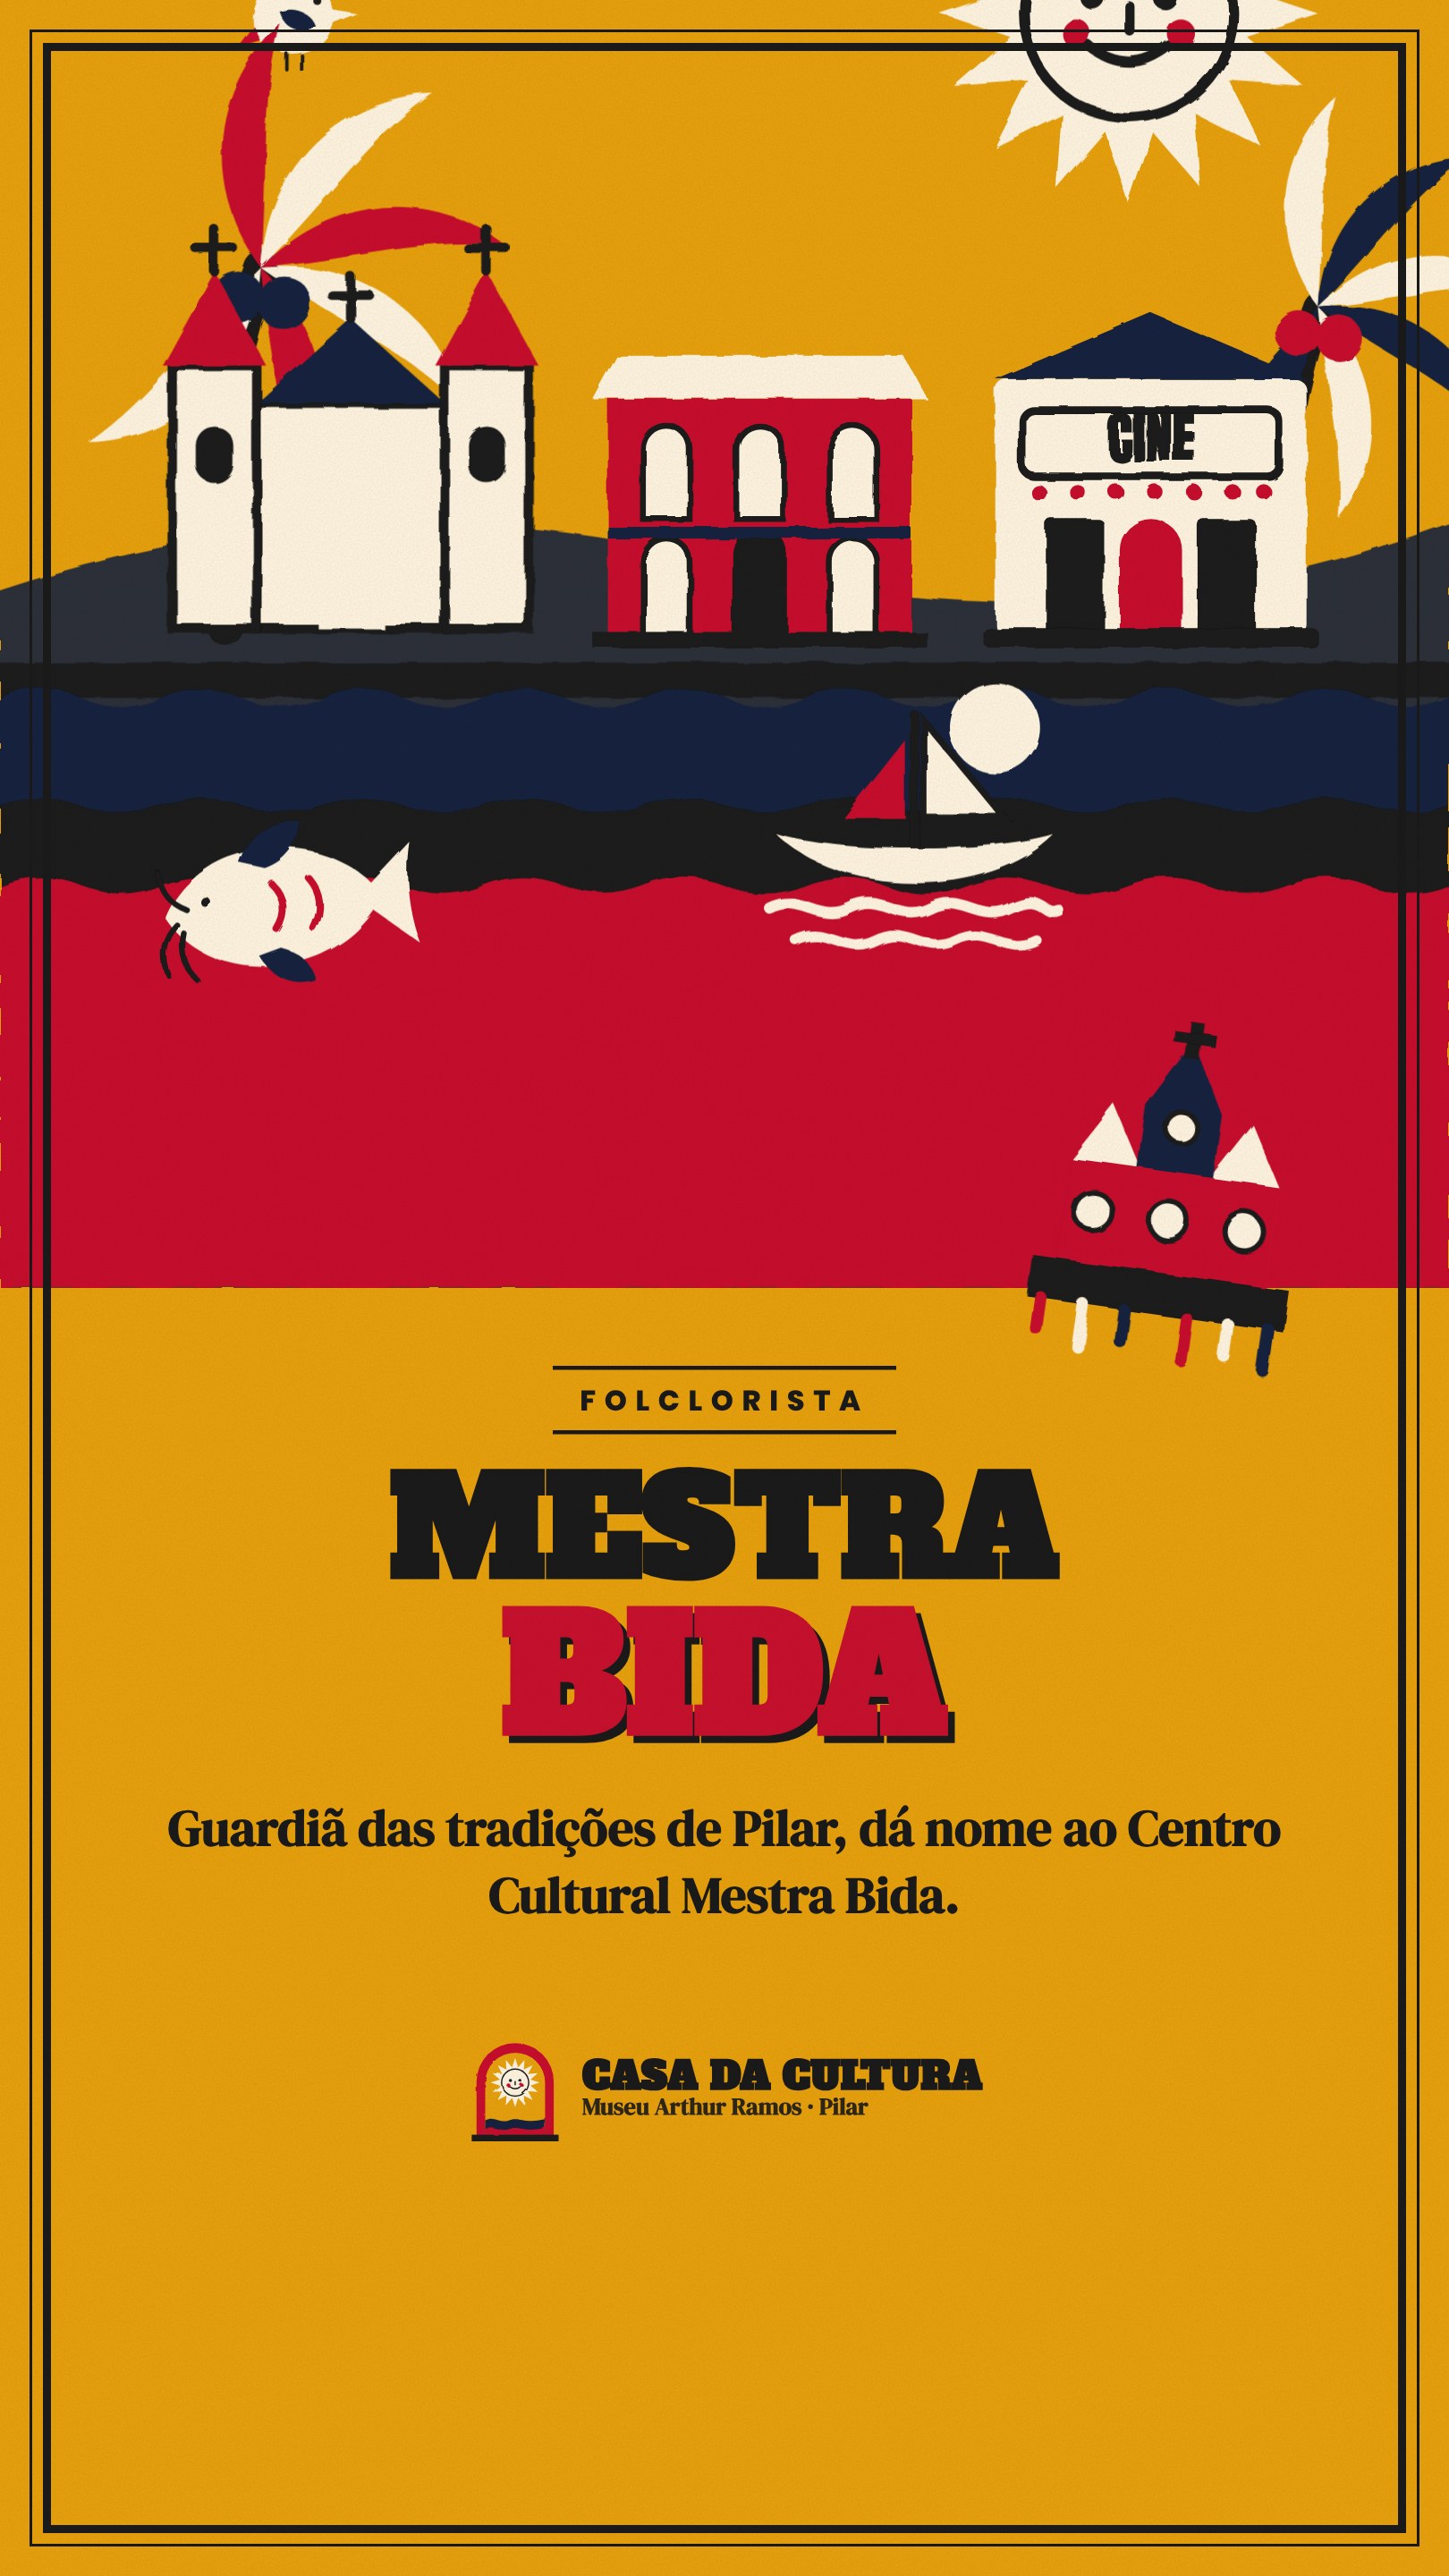 CINE
FOLCLORISTA
MESTRA
BIDA
Guardiã das tradições de Pilar, dá nome ao Centro
Cultural Mestra Bida.
CASA DA CULTURA
Museu Arthur Ramos • Pilar